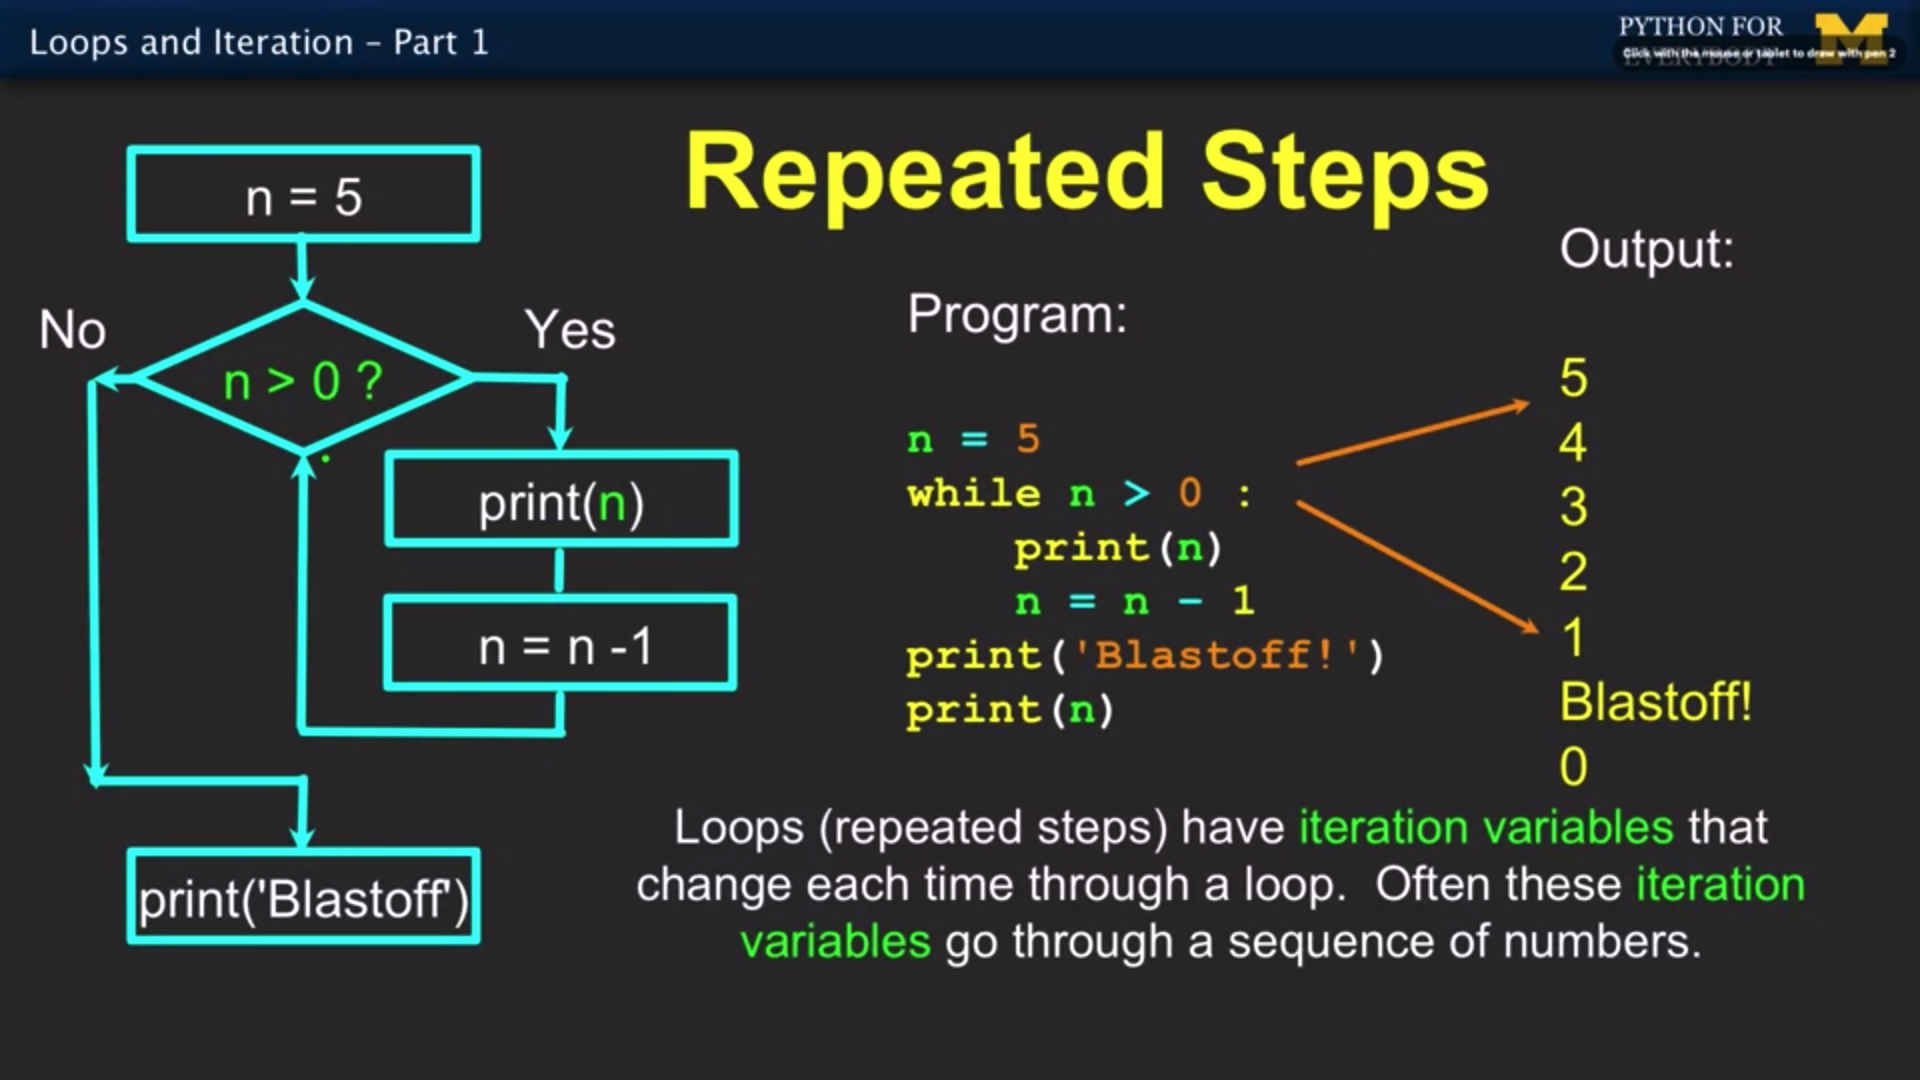 Loops and Iteration – Part 1
PYTHON FOR
EVERYBODY
Click with the mouse or tablet to draw with pen 2
Repeated Steps
n = 5
No
Yes
n > 0 ?
print(n)
n = n -1
print('Blastoff')
Program:
n = 5
while n > 0 :
    print(n)
    n = n - 1
print('Blastoff!')
print(n)
Output:
5
4
3
2
1
Blastoff!
0
Loops (repeated steps) have iteration variables that
change each time through a loop.  Often these iteration
variables go through a sequence of numbers.